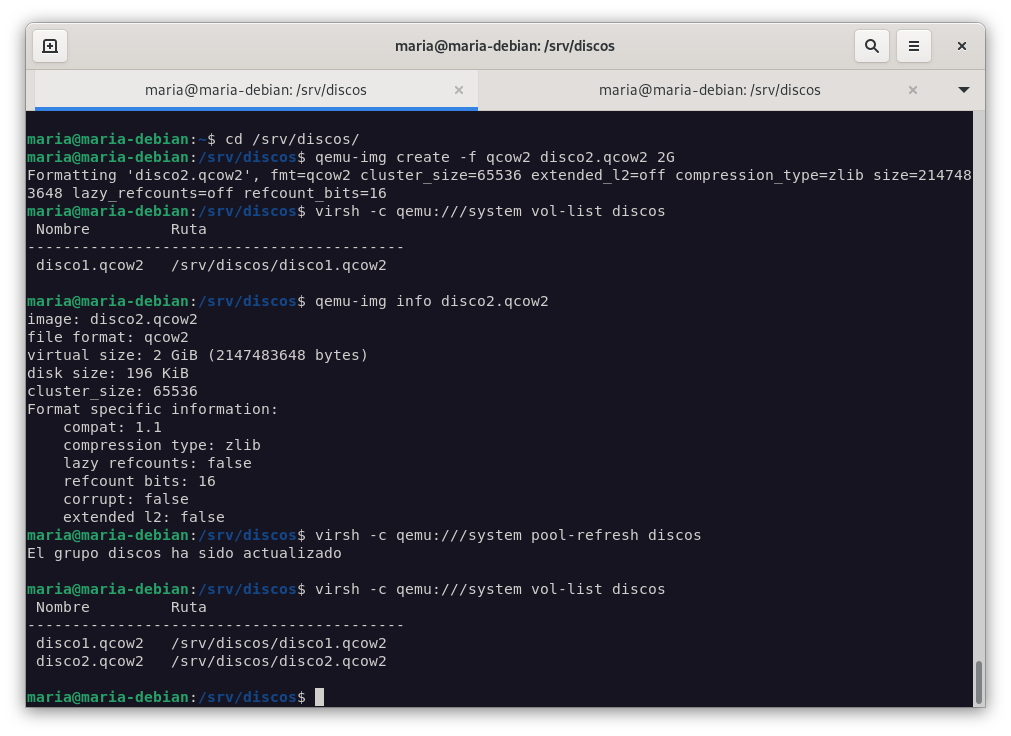 maria@maria-debian: /srv/discos
maria@maria-debian: /srv/discos
maria@maria-debian: /srv/discos
maria@maria-debian:~$ cd /srv/discos/
maria@maria-debian:/srv/discos$ qemu-img create -f qcow2 disco2.qcow2 2G
Formatting 'disco2.qcow2', fmt=qcow2 cluster_size=65536 extended_l2=off compression_type=zlib size=214748
3648 lazy_refcounts=off refcount_bits=16
maria@maria-debian:/srv/discos$ virsh -c qemu:///system vol-list discos
 Nombre         Ruta
------------------------------------------
 disco1.qcow2   /srv/discos/disco1.qcow2

maria@maria-debian:/srv/discos$ qemu-img info disco2.qcow2
image: disco2.qcow2
file format: qcow2
virtual size: 2 GiB (2147483648 bytes)
disk size: 196 KiB
cluster_size: 65536
Format specific information:
    compat: 1.1
    compression type: zlib
    lazy refcounts: false
    refcount bits: 16
    corrupt: false
    extended l2: false
maria@maria-debian:/srv/discos$ virsh -c qemu:///system pool-refresh discos
El grupo discos ha sido actualizado

maria@maria-debian:/srv/discos$ virsh -c qemu:///system vol-list discos
 Nombre         Ruta
------------------------------------------
 disco1.qcow2   /srv/discos/disco1.qcow2
 disco2.qcow2   /srv/discos/disco2.qcow2

maria@maria-debian:/srv/discos$